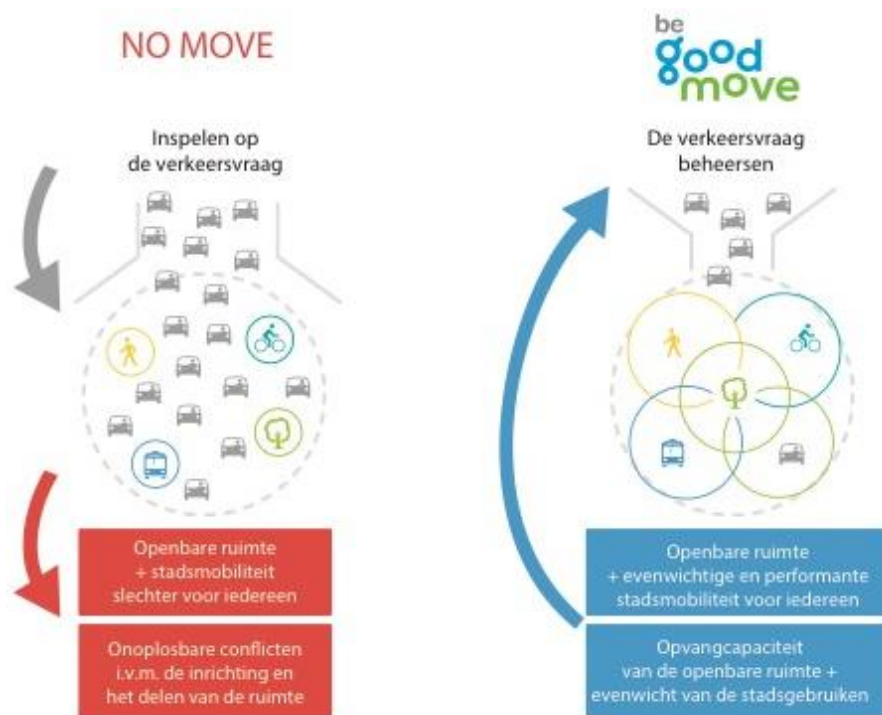 NO MOVE
Inspelen op
de verkeersvraag
Openbare ruimte
+ stadsmobiliteit
slechter voor iedereen
Onoplosbare conflicten
i.v.m. de inrichting en
het delen van de ruimte
be
good
move
De verkeersvraag
beheersen
Openbare ruimte
+ evenwichtige en performante
stadsmobiliteit voor iedereen
Opvangcapaciteit
van de openbare ruimte +
evenwicht van de stadsgebruiken